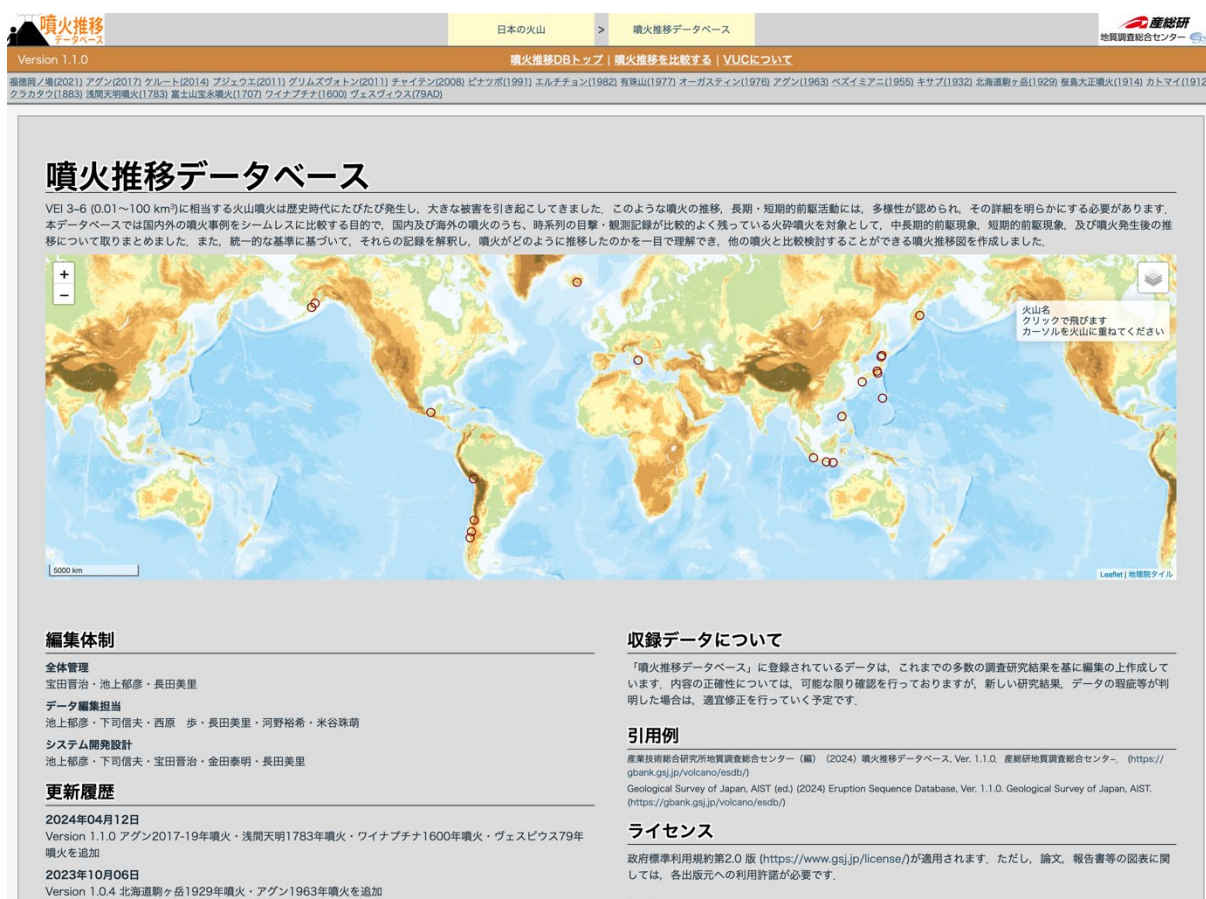 噴火推移
データベース
日本の火山 > 噴火推移データベース
産総研
地質調査総合センター
Version 1.1.0
噴火推移DBトップ | 噴火推移を比較する | VUCについて
福徳岡ノ場(2021) アグン(2017) ケルート(2014) プジェウエ(2011) グリムズヴォトン(2011) チャイテン(2008) ピナツボ(1991) エルチチョン(1982) 有珠山(1977) オーガスティン(1976) アグン(1963) ベズイミアニ(1955) キサプ(1932) 北海道駒ヶ岳(1929) 桜島大正噴火(1914) カトマイ(1912
クラカタウ(1883) 浅間天明噴火(1783) 富士山宝永噴火(1707) ワイナプチナ(1600) ヴェスヴィウス(79AD)
噴火推移データベース
VEI 3–6 (0.01〜100 km³)に相当する火山噴火は歴史時代にたびたび発生し，大きな被害を引き起こしてきました．このような噴火の推移，長期・短期的前駆活動には，多様性が認められ，その詳細を明らかにする必要があります．
本データベースでは国内外の噴火事例をシームレスに比較する目的で，国内及び海外の噴火のうち、時系列の目撃・観測記録が比較的よく残っている火砕噴火を対象として，中長期的前駆現象，短期的前駆現象，及び噴火発生後の推
移について取りまとめました．また，統一的な基準に基づいて，それらの記録を解釈し，噴火がどのように推移したのかを一目で理解でき，他の噴火と比較検討することができる噴火推移図を作成しました．
+
−
火山名
クリックで飛びます
カーソルを火山に重ねてください
5000 km
Leaflet | 地理院タイル
編集体制
全体管理
宝田晋治・池上郁彦・長田美里
データ編集担当
池上郁彦・下司信夫・西原　歩・長田美里・河野裕希・米谷珠萌
システム開発設計
池上郁彦・下司信夫・宝田晋治・金田泰明・長田美里
更新履歴
2024年04月12日
Version 1.1.0 アグン2017-19年噴火・浅間天明1783年噴火・ワイナプチナ1600年噴火・ヴェスビウス79年
噴火を追加
2023年10月06日
Version 1.0.4 北海道駒ヶ岳1929年噴火・アグン1963年噴火を追加
収録データについて
「噴火推移データベース」に登録されているデータは，これまでの多数の調査研究結果を基に編集の上作成して
います．内容の正確性については，可能な限り確認を行っておりますが，新しい研究結果，データの瑕疵等が判
明した場合は，適宜修正を行っていく予定です．
引用例
産業技術総合研究所地質調査総合センター（編）（2024）噴火推移データベース, Ver. 1.1.0．産総研地質調査総合センター．(https://
gbank.gsj.jp/volcano/esdb/)
Geological Survey of Japan, AIST (ed.) (2024) Eruption Sequence Database, Ver. 1.1.0. Geological Survey of Japan, AIST.
(https://gbank.gsj.jp/volcano/esdb/)
ライセンス
政府標準利用規約第2.0 版 (https://www.gsj.jp/license/)が適用されます．ただし，論文，報告書等の図表に関
しては，各出版元への利用許諾が必要です．